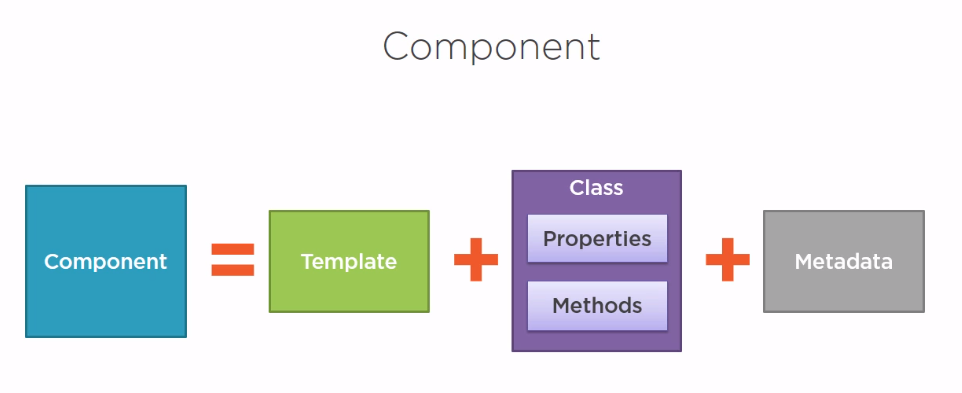 Component
Component
=
Template
+
Class
Properties
Methods
+
Metadata